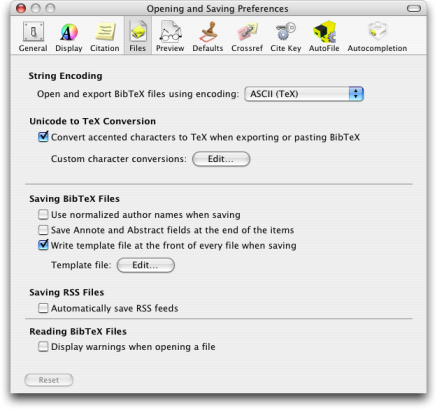 Opening and Saving Preferences
General Display Citation Files Preview Defaults Crossref Cite Key AutoFile Autocompletion
String Encoding
Open and export BibTeX files using encoding: ASCII (TeX)
Unicode to TeX Conversion
Convert accented characters to TeX when exporting or pasting BibTeX
Custom character conversions: Edit...
Saving BibTeX Files
Use normalized author names when saving
Save Annote and Abstract fields at the end of the items
Write template file at the front of every file when saving
Template file: Edit...
Saving RSS Files
Automatically save RSS feeds
Reading BibTeX Files
Display warnings when opening a file
Reset